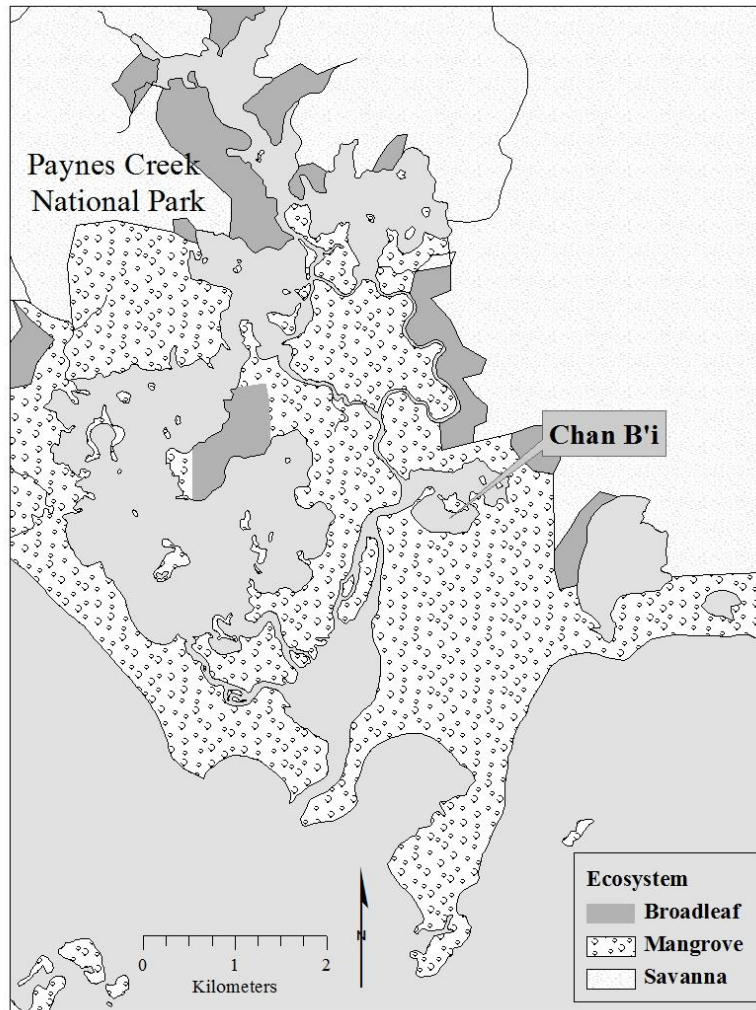 Paynes Creek
National Park
Chan B'i
Ecosystem
Broadleaf
Mangrove
Savanna
N
0 1 2
Kilometers